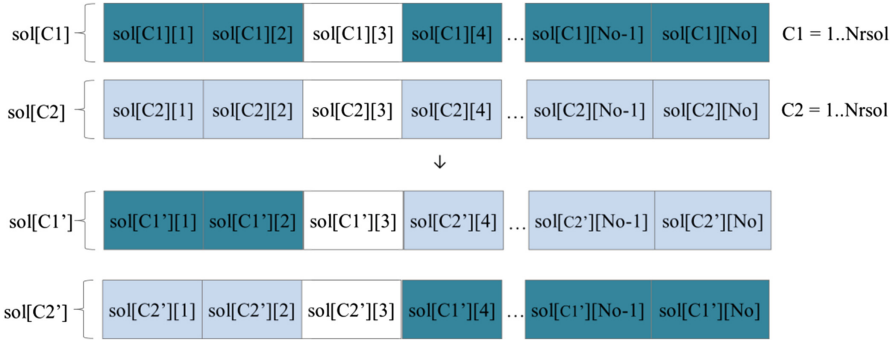 sol[C1] sol[C1][1] sol[C1][2] sol[C1][3] sol[C1][4] ... sol[C1][No-1] sol[C1][No] C1 = 1..Nrsol
sol[C2] sol[C2][1] sol[C2][2] sol[C2][3] sol[C2][4] ... sol[C2][No-1] sol[C2][No] C2 = 1..Nrsol
↓
sol[C1’] sol[C1’][1] sol[C1’][2] sol[C1’][3] sol[C2’][4] ... sol[C2’][No-1] sol[C2’][No]
sol[C2’] sol[C2’][1] sol[C2’][2] sol[C2’][3] sol[C1’][4] ... sol[C1’][No-1] sol[C1’][No]